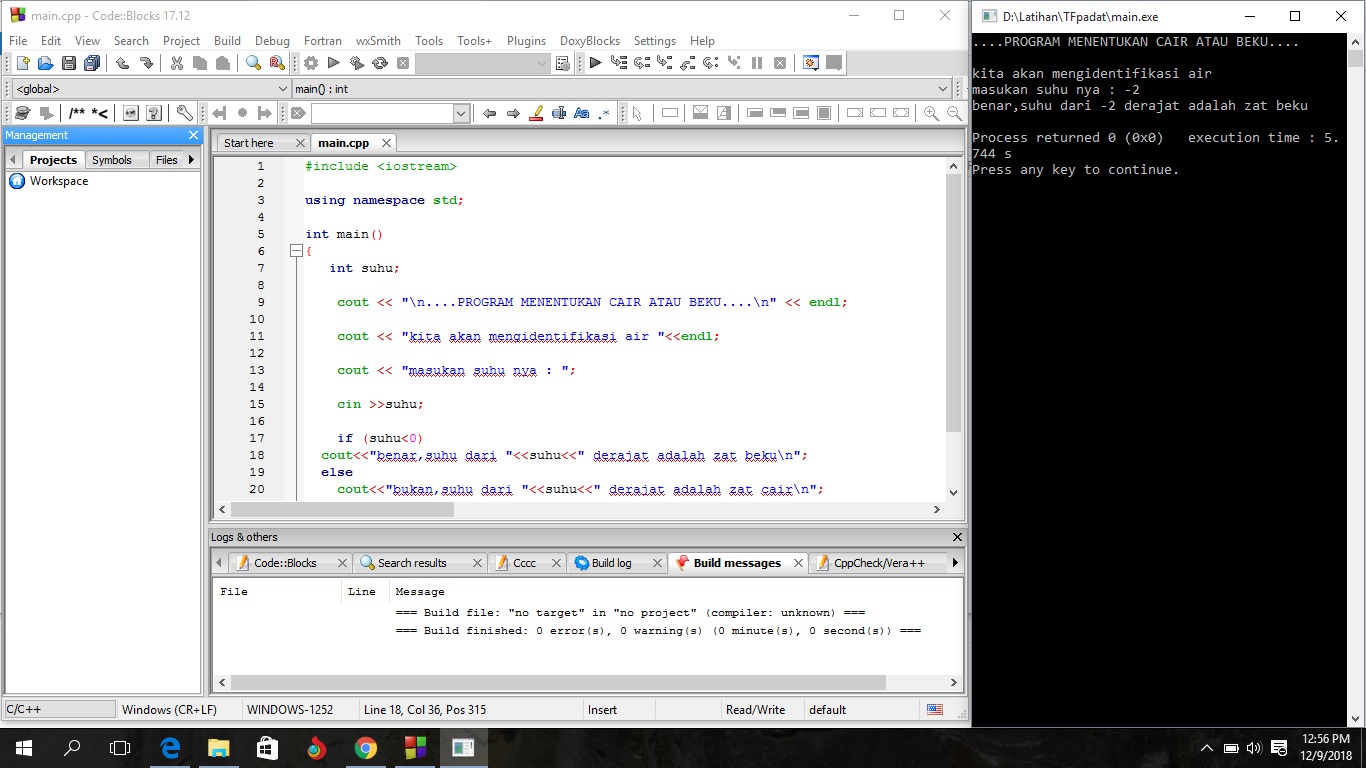 main.cpp - Code::Blocks 17.12
File Edit View Search Project Build Debug Fortran wxSmith Tools Tools+ Plugins DoxyBlocks Settings Help
<global> main() : int
/** *<
Aa .*
Management
Projects Symbols Files
Workspace
Start here main.cpp
1 #include <iostream>
2
3 using namespace std;
4
5 int main()
6 {
7 int suhu;
8
9 cout << "\n....PROGRAM MENENTUKAN CAIR ATAU BEKU....\n" << endl;
10
11 cout << "kita akan mengidentifikasi air "<<endl;
12
13 cout << "masukan suhu nya : ";
14
15 cin >>suhu;
16
17 if (suhu<0)
18 cout<<"benar,suhu dari "<<suhu<<" derajat adalah zat beku\n";
19 else
20 cout<<"bukan,suhu dari "<<suhu<<" derajat adalah zat cair\n";
Logs & others
Code::Blocks Search results Cccc Build log Build messages CppCheck/Vera++
File Line Message
=== Build file: "no target" in "no project" (compiler: unknown) ===
=== Build finished: 0 error(s), 0 warning(s) (0 minute(s), 0 second(s)) ===
C/C++ Windows (CR+LF) WINDOWS-1252 Line 18, Col 36, Pos 315 Insert Read/Write default
D:\Latihan\TFpadat\main.exe
....PROGRAM MENENTUKAN CAIR ATAU BEKU....
kita akan mengidentifikasi air
masukan suhu nya : -2
benar,suhu dari -2 derajat adalah zat beku
Process returned 0 (0x0) execution time : 5.
744 s
Press any key to continue.
12:56 PM
12/9/2018